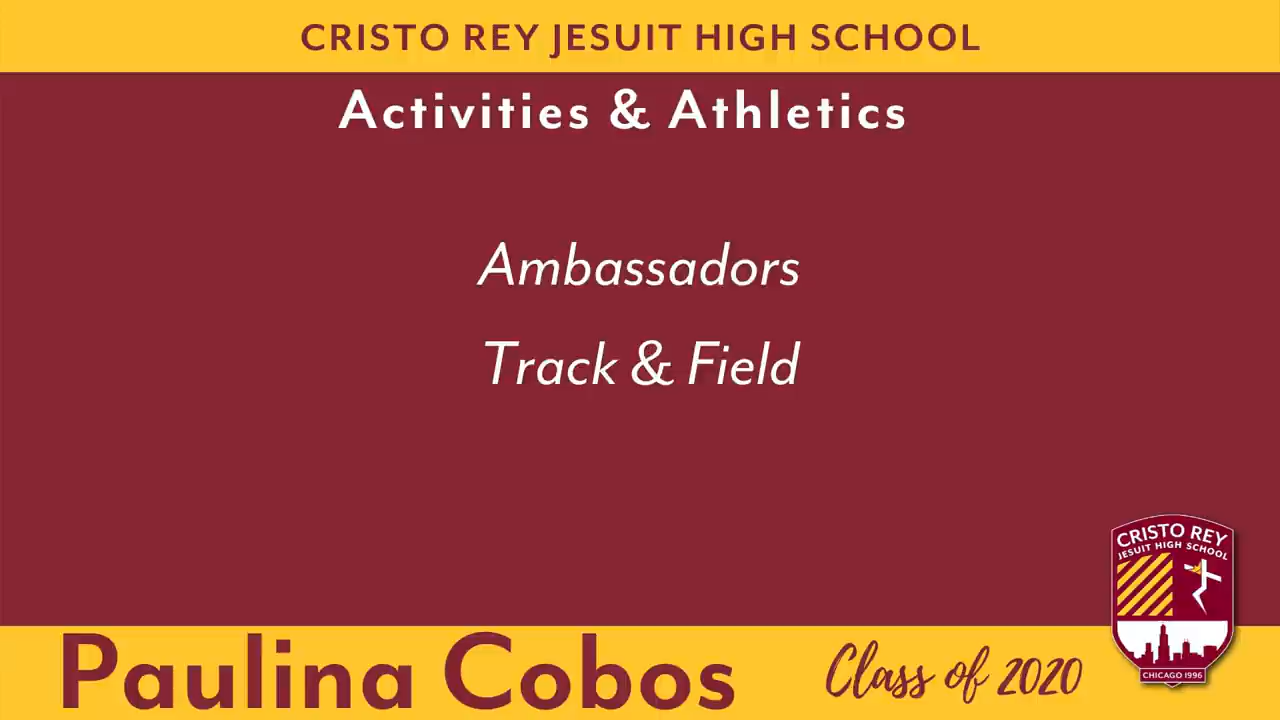 CRISTO REY JESUIT HIGH SCHOOL
Activities & Athletics
Ambassadors
Track & Field
CRISTO REY
JESUIT HIGH SCHOOL
CHICAGO 1996
Paulina Cobos
Class of 2020